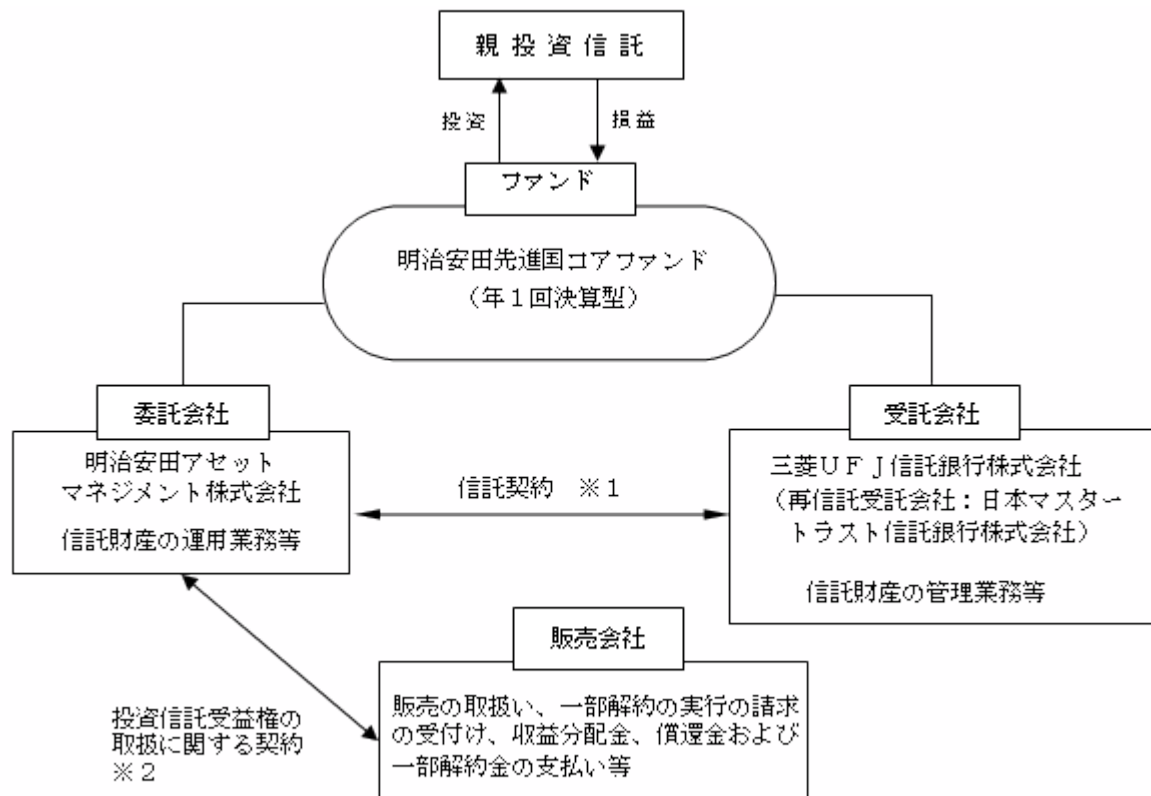 親投資信託
投資
損益
ファンド
明治安田先進国コアファンド
（年１回決算型）
委託会社
明治安田アセット
マネジメント株式会社
信託財産の運用業務等
信託契約　※１
受託会社
三菱ＵＦＪ信託銀行株式会社
（再信託受託会社：日本マスター
トラスト信託銀行株式会社）
信託財産の管理業務等
投資信託受益権の
取扱に関する契約
※２
販売会社
販売の取扱い、一部解約の実行の請求
の受付け、収益分配金、償還金および
一部解約金の支払い等